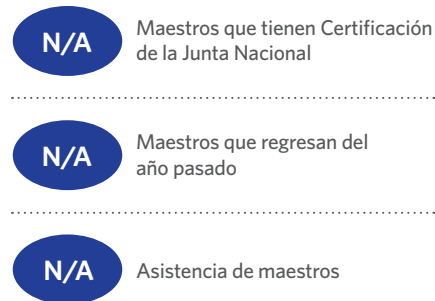 N/A
Maestros que tienen Certificación
de la Junta Nacional
N/A
Maestros que regresan del
año pasado
N/A
Asistencia de maestros